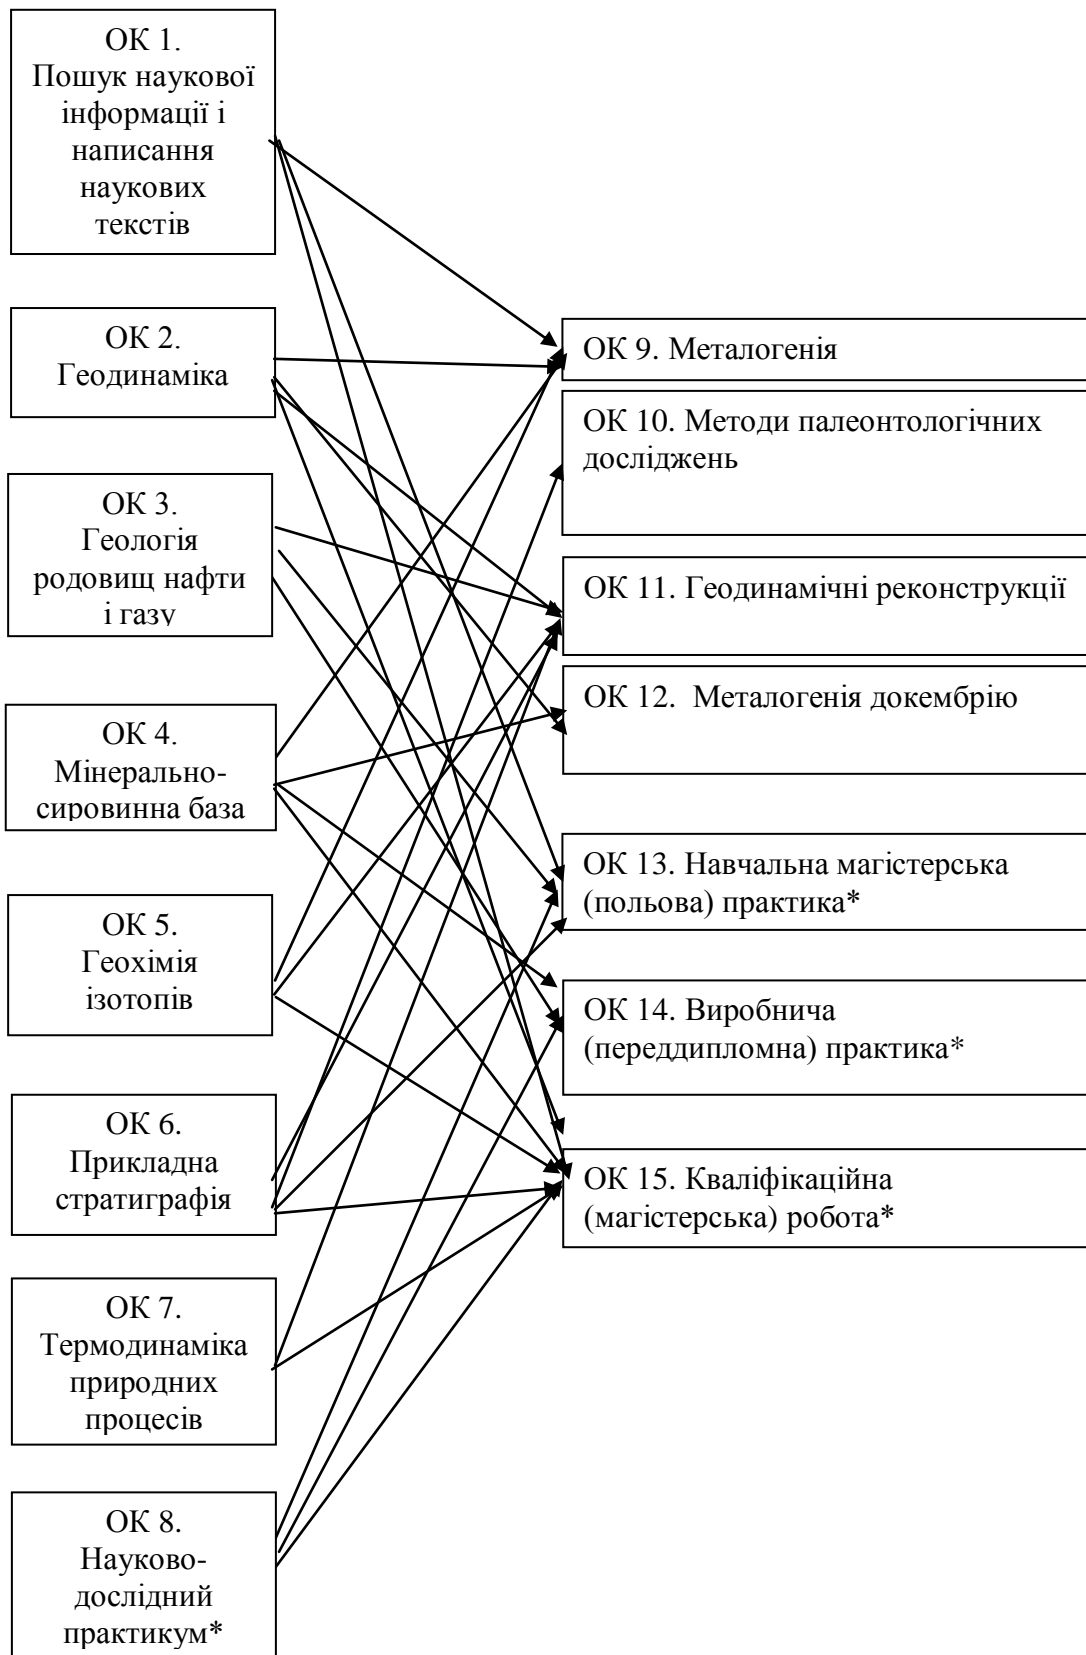 ОК 1.
Пошук наукової
інформації і
написання
наукових
текстів
ОК 2.
Геодинаміка
ОК 3.
Геологія
родовищ нафти
і газу
ОК 4.
Мінерально-
сировинна база
ОК 5.
Геохімія
ізотопів
ОК 6.
Прикладна
стратиграфія
ОК 7.
Термодинаміка
природних
процесів
ОК 8.
Науково-
дослідний
практикум*
ОК 9. Металогенія
ОК 10. Методи палеонтологічних
досліджень
ОК 11. Геодинамічні реконструкції
ОК 12. Металогенія докембрію
ОК 13. Навчальна магістерська
(польова) практика*
ОК 14. Виробнича
(переддипломна) практика*
ОК 15. Кваліфікаційна
(магістерська) робота*